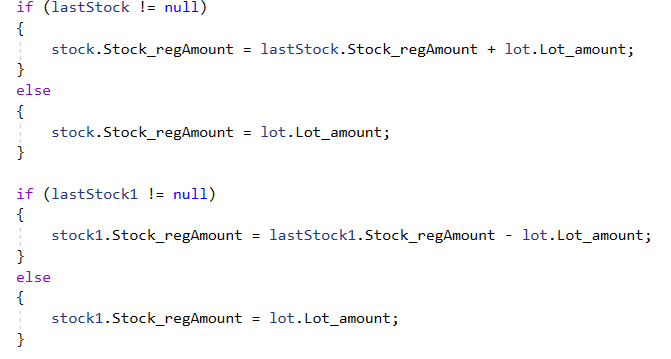 if (lastStock != null)
{
    stock.Stock_regAmount = lastStock.Stock_regAmount + lot.Lot_amount;
}
else
{
    stock.Stock_regAmount = lot.Lot_amount;
}

if (lastStock1 != null)
{
    stock1.Stock_regAmount = lastStock1.Stock_regAmount - lot.Lot_amount;
}
else
{
    stock1.Stock_regAmount = lot.Lot_amount;
}